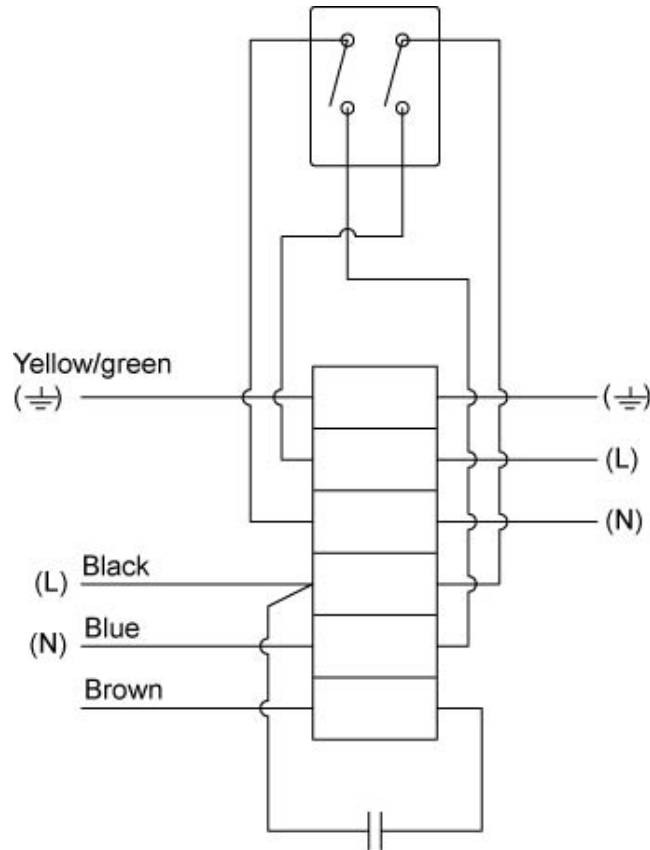 Yellow/green
(⏚)
(⏚)
(L)
(N)
(L) Black
(N) Blue
Brown